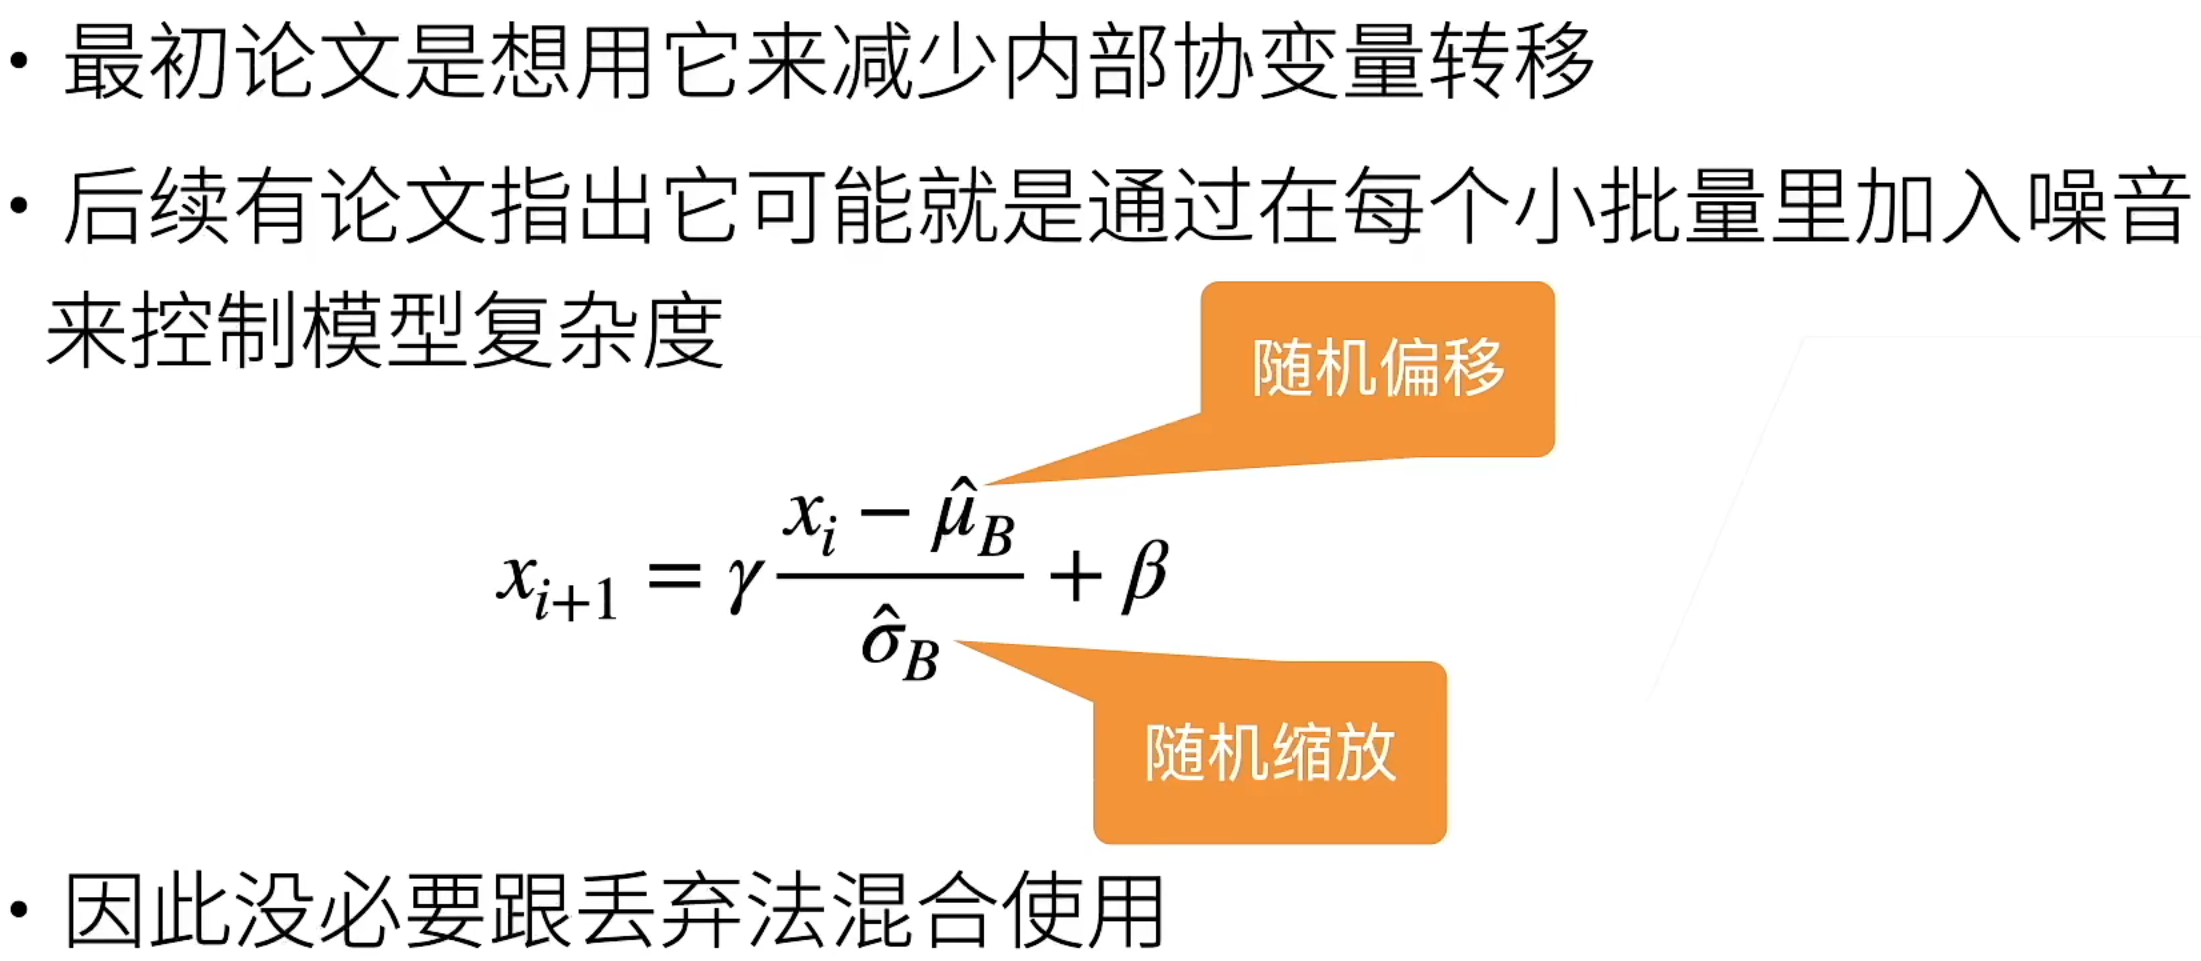 • 最初论文是想用它来减少内部协变量转移
• 后续有论文指出它可能就是通过在每个小批量里加入噪音
来控制模型复杂度
随机偏移
$x_{i+1} = \gamma \frac{x_i - \hat{\mu}_B}{\hat{\sigma}_B} + \beta$
随机缩放
• 因此没必要跟丢弃法混合使用